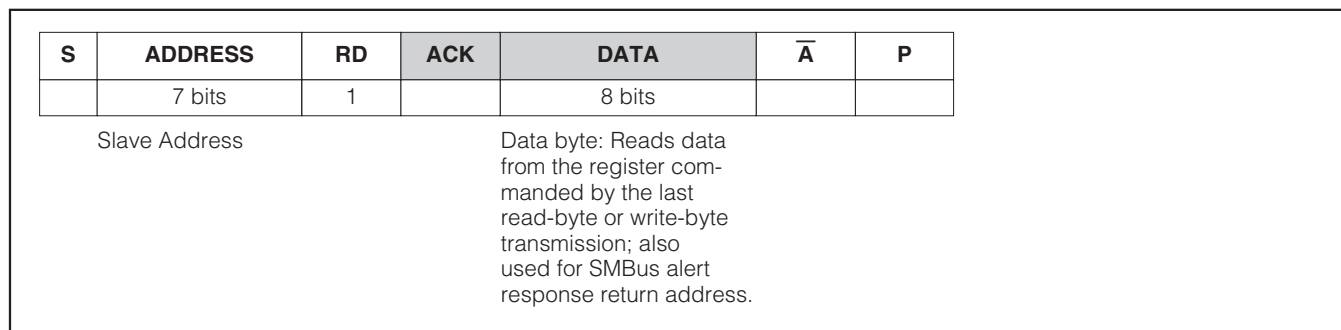 S ADDRESS RD ACK DATA A̅ P
7 bits 1 8 bits
Slave Address
Data byte: Reads data
from the register com-
manded by the last
read-byte or write-byte
transmission; also
used for SMBus alert
response return address.